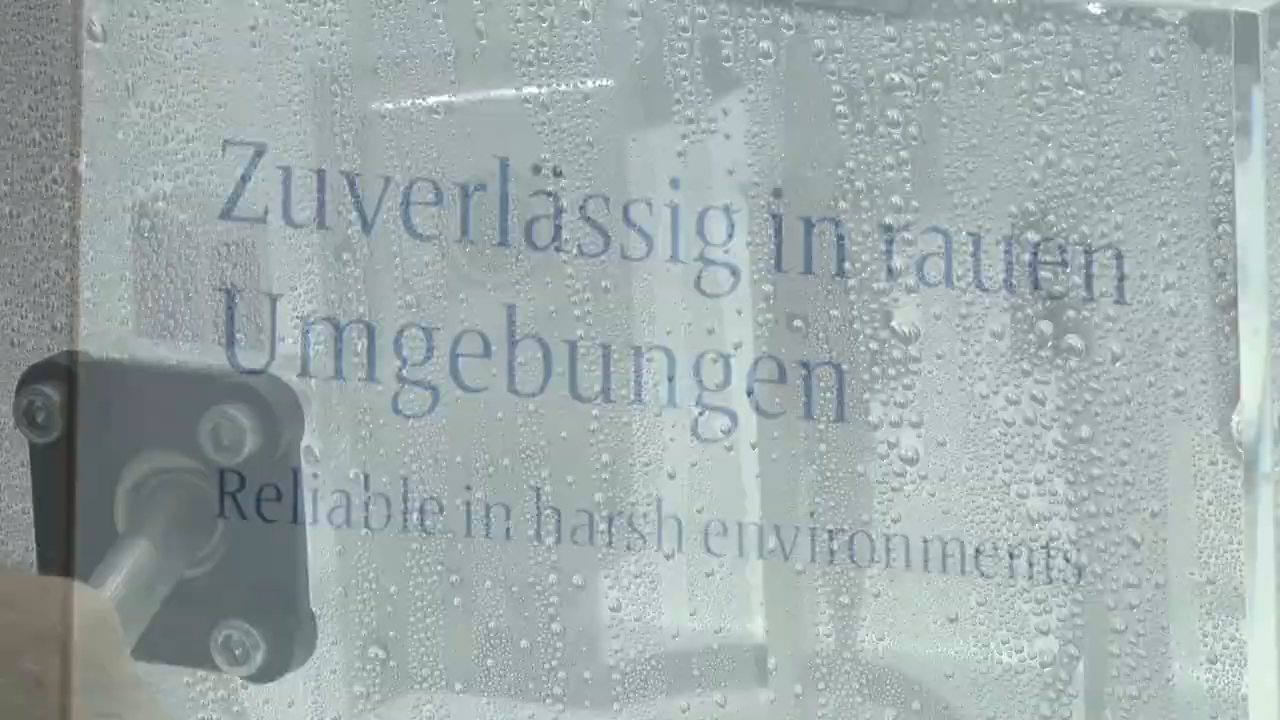 Zuverlässig in rauen
Umgebungen
Reliable in harsh environments